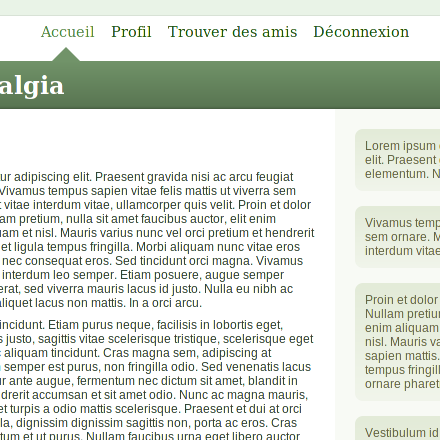 Accueil Profil Trouver des amis Déconnexion
algia
ur adipiscing elit. Praesent gravida nisi ac arcu feugiat
Vivamus tempus sapien vitae felis mattis ut viverra sem
t vitae interdum vitae, ullamcorper quis velit. Proin et dolor
am pretium, nulla sit amet faucibus auctor, elit enim
uam et nisl. Mauris varius nunc vel orci pretium et hendrerit
et ligula tempus fringilla. Morbi aliquam nunc vitae eros
nec consequat eros. Sed tincidunt orci magna. Vivamus
interdum leo semper. Etiam posuere, augue semper
erat, sed viverra mauris lacus id justo. Nulla eu nibh ac
aliquet lacus non mattis. In a orci arcu.
incidunt. Etiam purus neque, facilisis in lobortis eget,
s justo, sagittis vitae scelerisque tristique, scelerisque eget
aliquam tincidunt. Cras magna sem, adipiscing at
semper est purus, non fringilla odio. Sed venenatis lacus
ur ante augue, fermentum nec dictum sit amet, blandit in
drerit accumsan et sit amet odio. Nunc ac magna mauris,
et turpis a odio mattis scelerisque. Praesent et dui at orci
la, dignissim dignissim sagittis non, porta ac eros. Cras
tum et ut purus. Nullam faucibus urna eget libero auctor
Lorem ipsum
elit. Praesent
elementum. N
Vivamus temp
sem ornare. M
interdum vitae
Proin et dolor
Nullam pretiu
enim aliquam
nisl. Mauris va
sapien mattis.
tempus fringill
ornare pharet
Vestibulum id